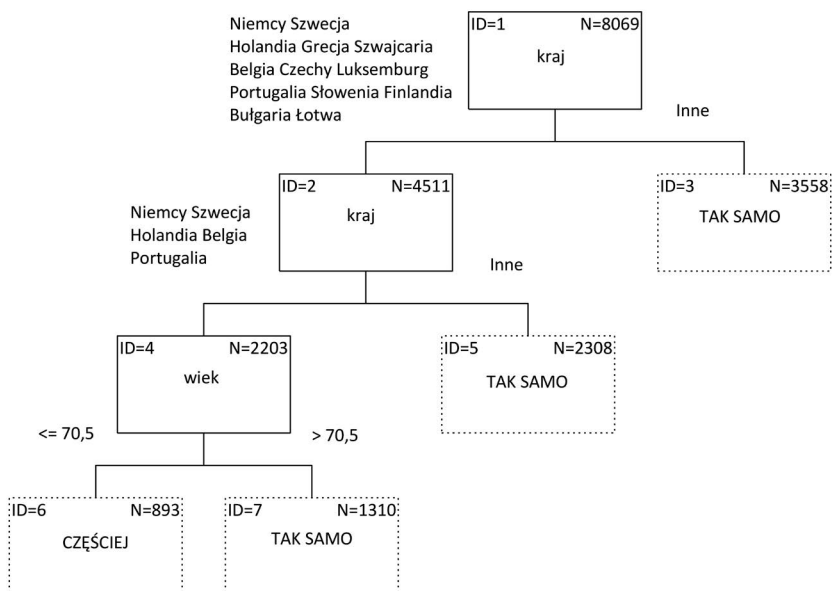 Niemcy Szwecja
Holandia Grecja Szwajcaria
Belgia Czechy Luksemburg
Portugalia Słowenia Finlandia
Bułgaria Łotwa
ID=1 N=8069
kraj
Inne
ID=2 N=4511
kraj
ID=3 N=3558
TAK SAMO
Niemcy Szwecja
Holandia Belgia
Portugalia
Inne
ID=4 N=2203
wiek
ID=5 N=2308
TAK SAMO
<= 70,5
> 70,5
ID=6 N=893
CZĘŚCIEJ
ID=7 N=1310
TAK SAMO